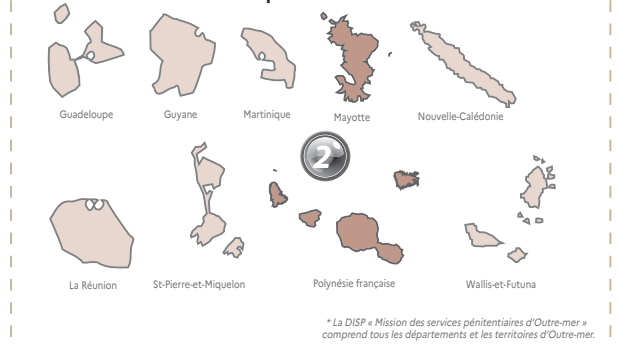 Guadeloupe
Guyane
Martinique
Mayotte
Nouvelle-Calédonie
2
La Réunion
St-Pierre-et-Miquelon
Polynésie française
Wallis-et-Futuna
* La DISP « Mission des services pénitentiaires d'Outre-mer »
comprend tous les départements et les territoires d'Outre-mer.